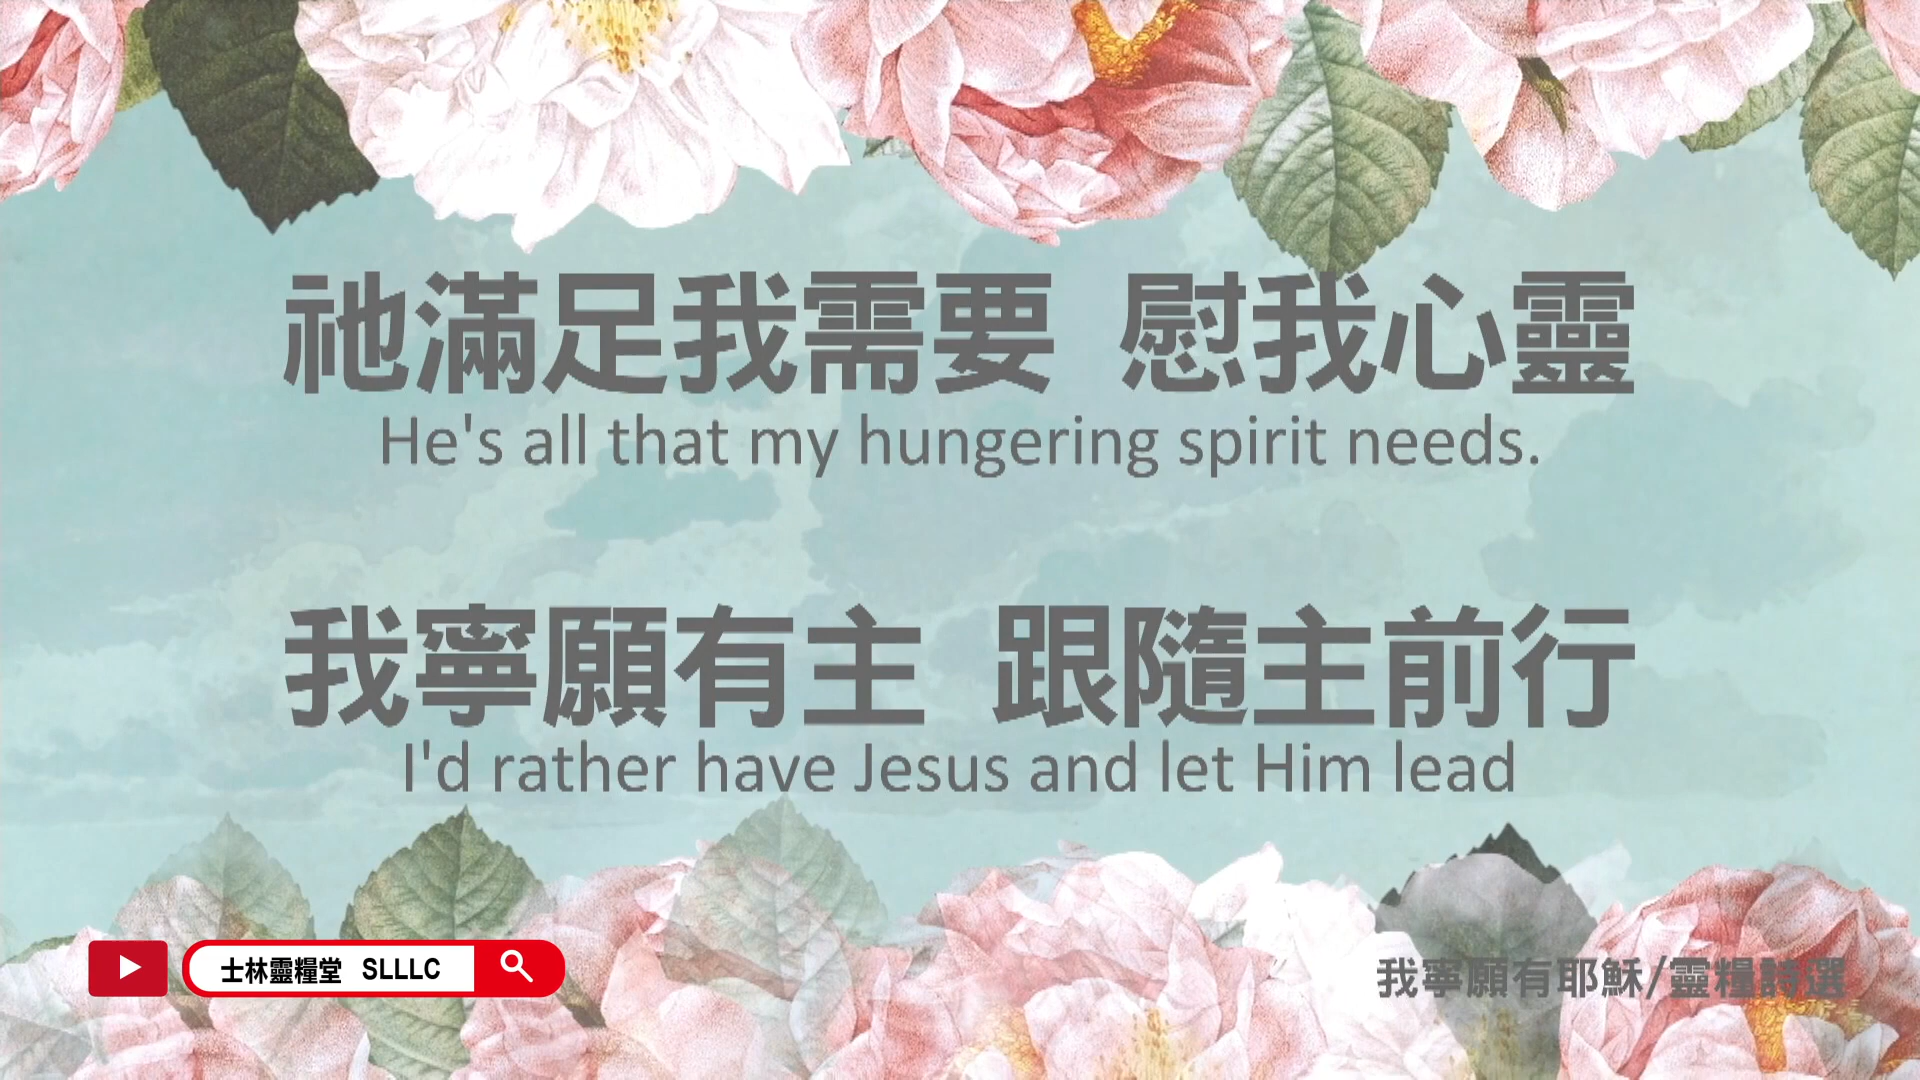 祂滿足我需要 慰我心靈
He's all that my hungering spirit needs.
我寧願有主 跟隨主前行
I'd rather have Jesus and let Him lead
士林靈糧堂 SLLLC
我寧願有耶穌/靈糧詩選